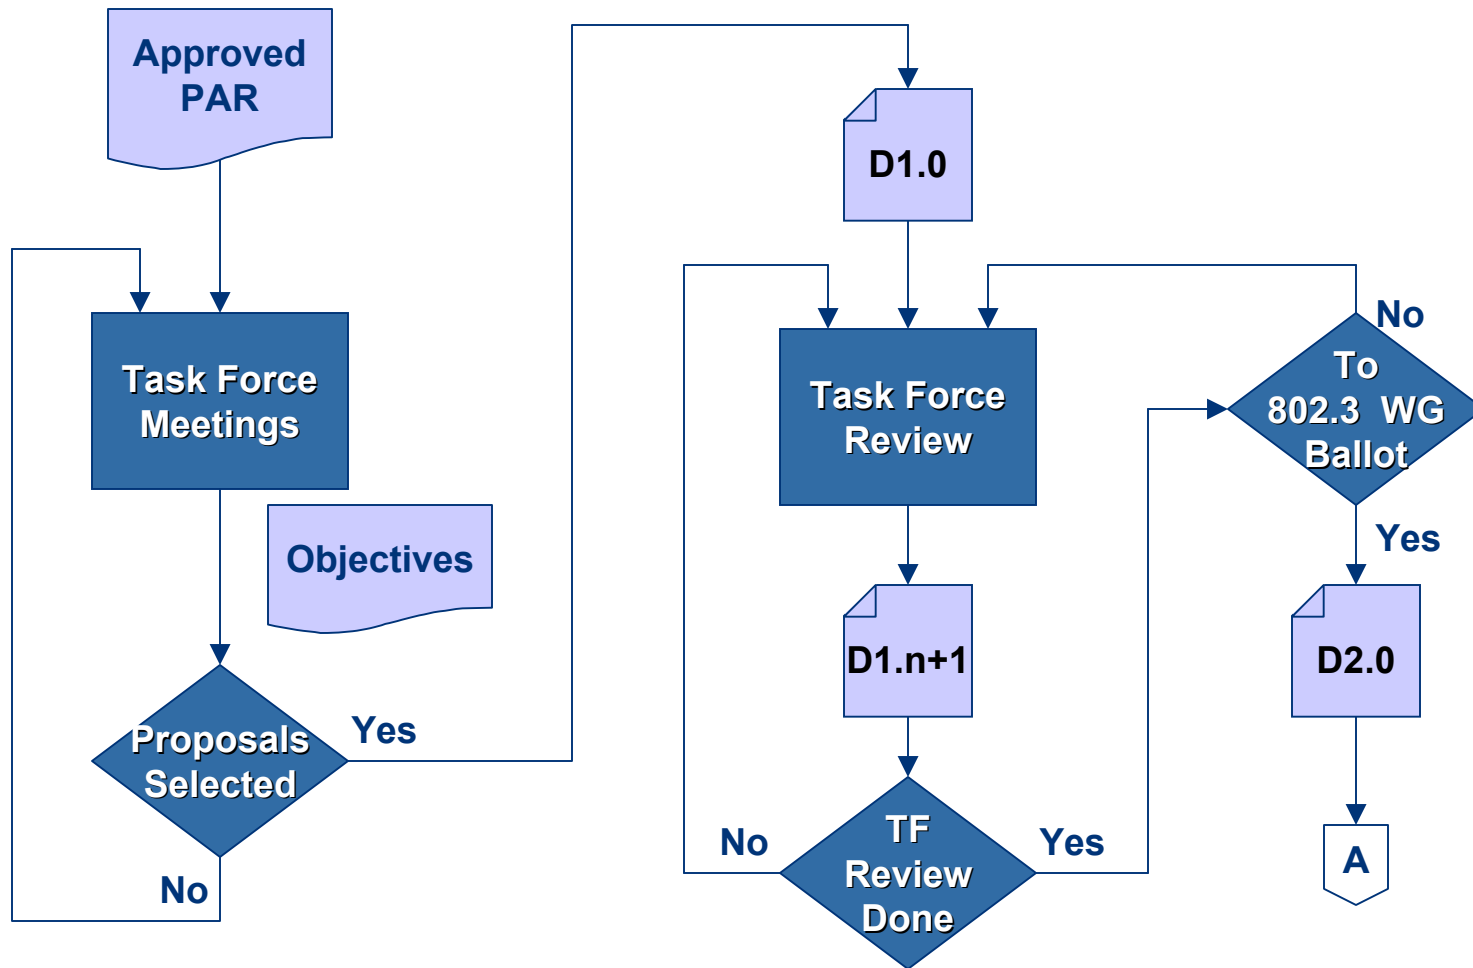 Approved
PAR
Task Force
Meetings
Objectives
Proposals
Selected
Yes
No
D1.0
Task Force
Review
D1.n+1
TF
Review
Done
No
Yes
To
802.3 WG
Ballot
No
Yes
D2.0
A